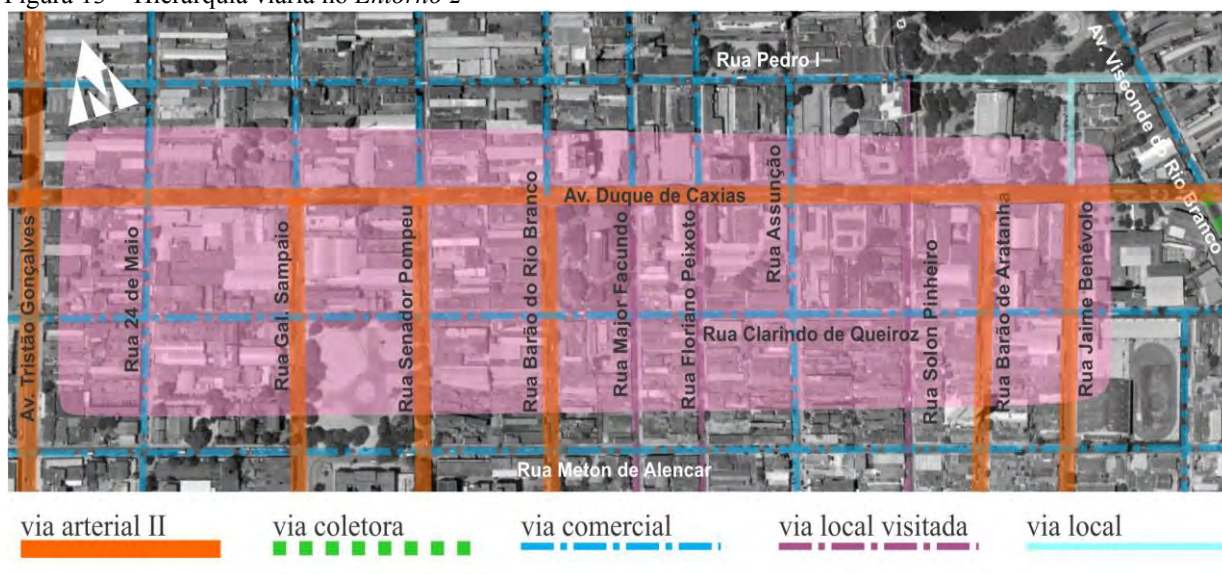 Figura 13 – Hierarquia viária no Entorno 2
Rua Pedro I
Av. Visconde do Rio Branco
Av. Duque de Caxias
Av. Tristão Gonçalves
Rua 24 de Maio
Rua Gal. Sampaio
Rua Senador Pompeu
Rua Barão do Rio Branco
Rua Major Facundo
Rua Floriano Peixoto
Rua Assunção
Rua Solon Pinheiro
Rua Barão de Aratanha
Rua Jaime Benévolo
Rua Clarindo de Queiroz
Rua Meton de Alencar
via arterial II
via coletora
via comercial
via local visitada
via local